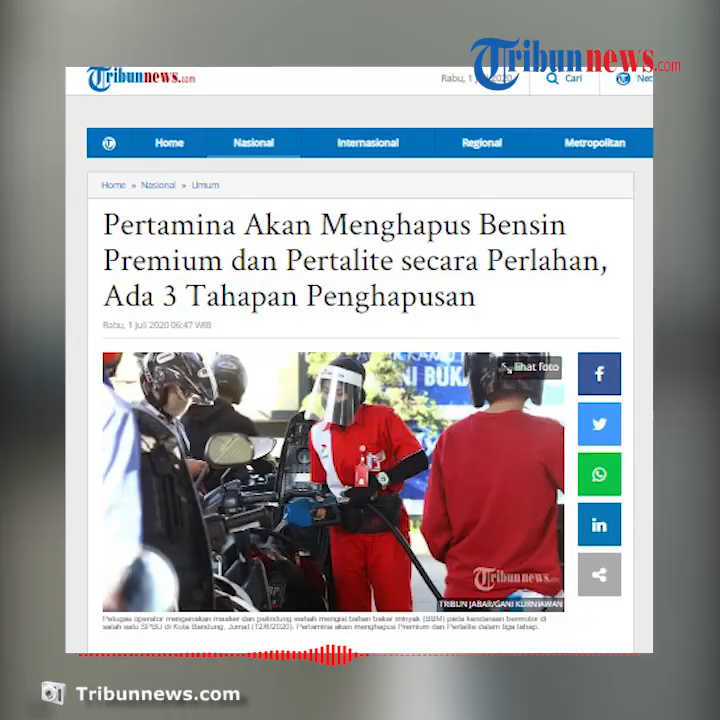 Tribunnews.com
Tribunnews.com
Rabu, 1 2020
Cari
Home
Nasional
Internasional
Regional
Metropolitan
Home » Nasional » Umum
Pertamina Akan Menghapus Bensin
Premium dan Pertalite secara Perlahan,
Ada 3 Tahapan Penghapusan
Rabu, 1 Juli 2020 06:47 WIB
lihat foto
NI BUKA
Tribunnews.com
TRIBUN JABAR/GANI KURNIAWAN
Petugas operator mengenakan masker dan pelindung wajah mengisi bahan bakar minyak (BBM) pada kendaraan bermotor di
salah satu SPBU di Kota Bandung, Jumat (12/6/2020). Pertamina akan menghapus Premium dan Pertalite dalam tiga tahap.
Tribunnews.com